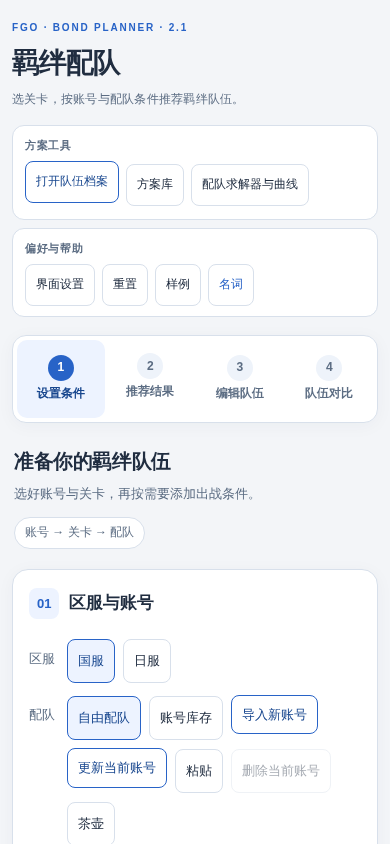 FGO · BOND PLANNER · 2.1
羁绊配队
选关卡，按账号与配队条件推荐羁绊队伍。
方案工具
打开队伍档案 方案库 配队求解器与曲线
偏好与帮助
界面设置 重置 样例 名词
1 2 3 4
设置条件 推荐结果 编辑队伍 队伍对比
准备你的羁绊队伍
选好账号与关卡，再按需要添加出战条件。
账号 → 关卡 → 配队
01 区服与账号
区服 国服 日服
配队 自由配队 账号库存 导入新账号
更新当前账号 粘贴 删除当前账号
茶壶